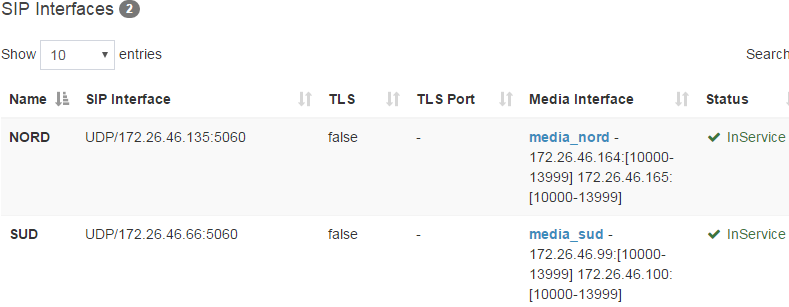 SIP Interfaces 2
Show 10 entries Search
Name SIP Interface TLS TLS Port Media Interface Status
NORD UDP/172.26.46.135:5060 false - media_nord - InService
172.26.46.164:[10000-
13999] 172.26.46.165:
[10000-13999]
SUD UDP/172.26.46.66:5060 false - media_sud - InService
172.26.46.99:[10000-
13999] 172.26.46.100:
[10000-13999]